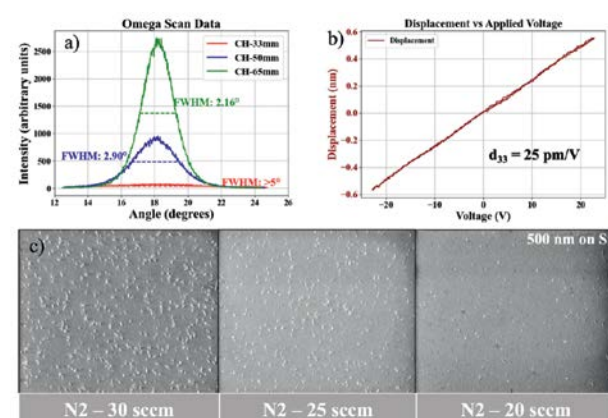 Omega Scan Data
a)
CH-33mm
CH-50mm
CH-65mm
FWHM: 2.16°
FWHM: 2.90°
FWHM: >5°
Intensity (arbitrary units)
2500
2000
1500
1000
500
0
12 14 16 18 20 22 24 26
Angle (degrees)
Displacement vs Applied Voltage
b)
Displacement
d33 = 25 pm/V
Displacement (nm)
0.6
0.4
0.2
0.0
−0.2
−0.4
−0.6
−20 −10 0 10 20
Voltage (V)
c)
500 nm on S
N2 – 30 sccm
N2 – 25 sccm
N2 – 20 sccm